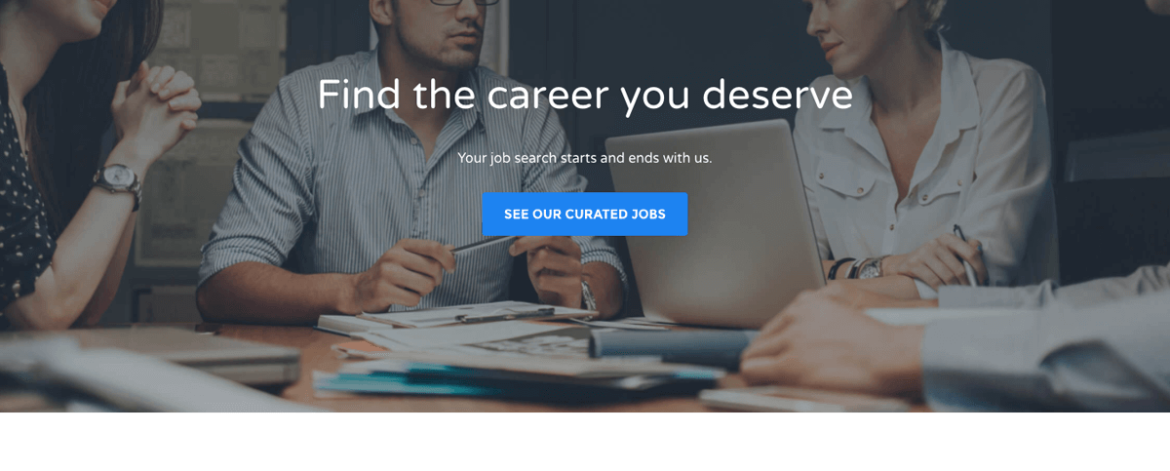 Find the career you deserve
Your job search starts and ends with us.
SEE OUR CURATED JOBS